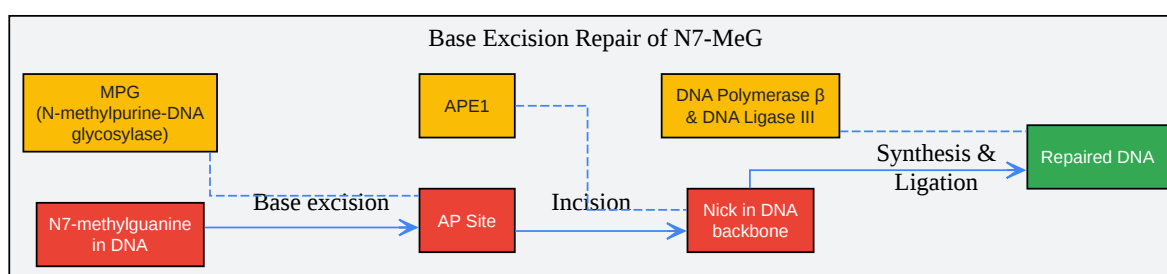 Base Excision Repair of N7-MeG
MPG
(N-methylpurine-DNA
glycosylase)
APE1
DNA Polymerase β
& DNA Ligase III
Synthesis &
Ligation
Repaired DNA
N7-methylguanine
in DNA
Base excision
AP Site
Incision
Nick in DNA
backbone